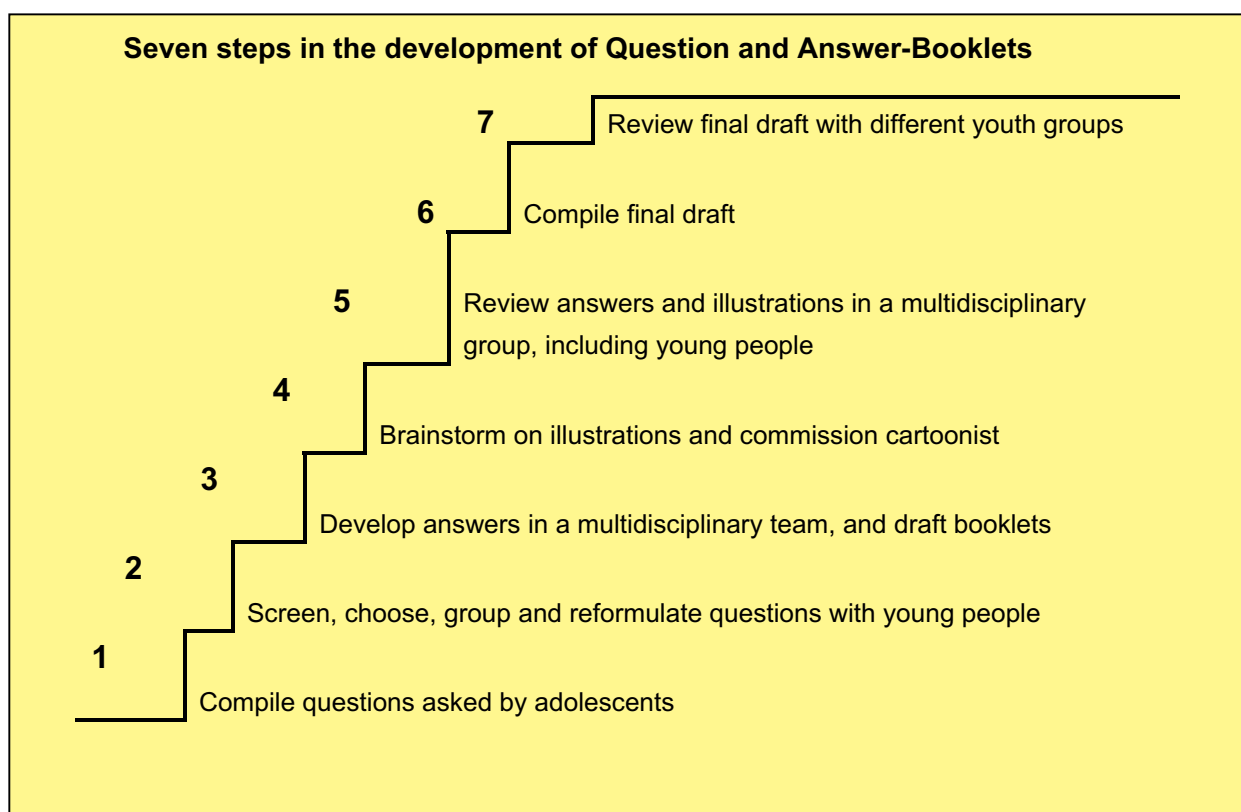 Seven steps in the development of Question and Answer-Booklets
7
Review final draft with different youth groups
6
Compile final draft
5
Review answers and illustrations in a multidisciplinary
group, including young people
4
Brainstorm on illustrations and commission cartoonist
3
Develop answers in a multidisciplinary team, and draft booklets
2
Screen, choose, group and reformulate questions with young people
1
Compile questions asked by adolescents